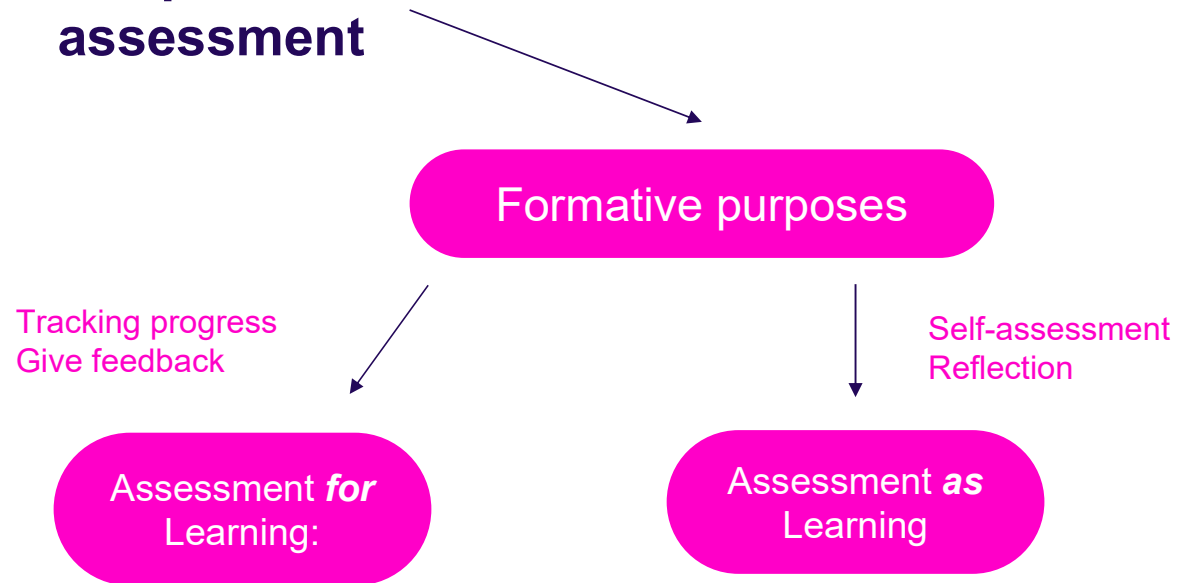 assessment
Formative purposes
Tracking progress
Give feedback
Self-assessment
Reflection
Assessment for
Learning:
Assessment as
Learning